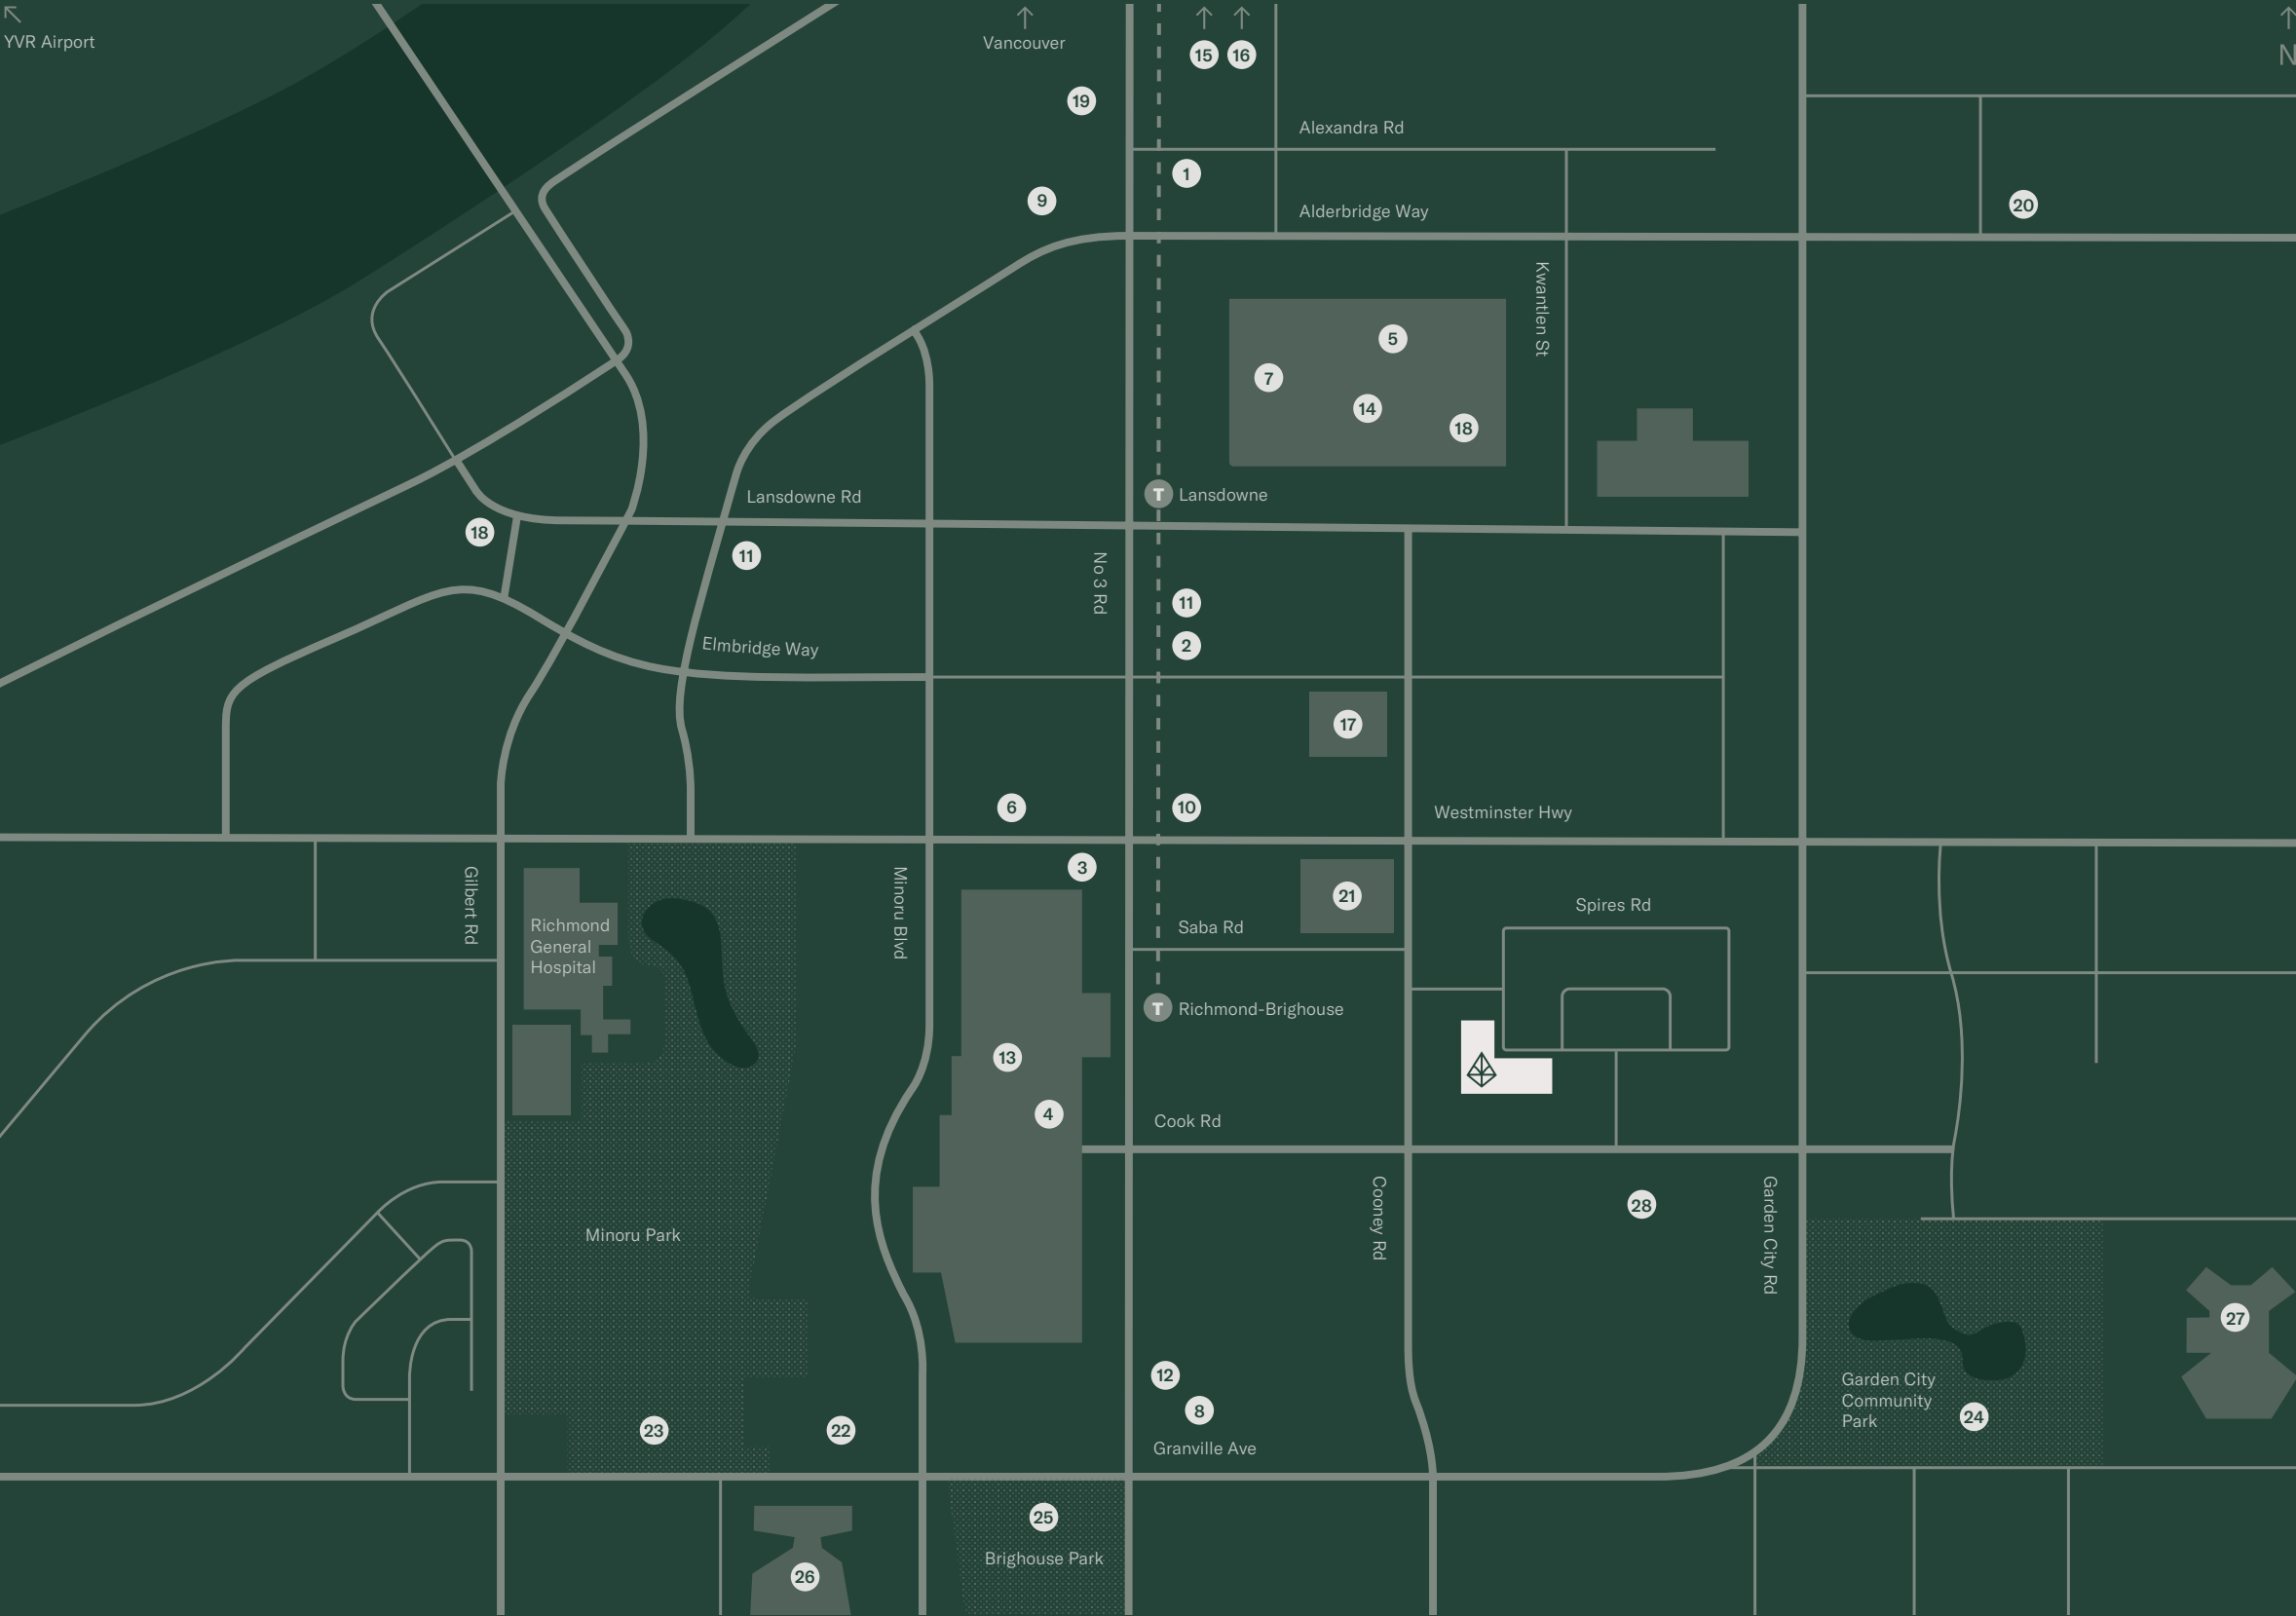 YVR Airport
Vancouver
N
15
16
19
Alexandra Rd
1
9
20
Alderbridge Way
Kwantlen St
5
7
14
18
Lansdowne Rd
T
Lansdowne
18
11
No 3 Rd
11
2
Elmbridge Way
17
6
10
Westminster Hwy
Gilbert Rd
Minoru Blvd
3
21
Spires Rd
Richmond
General
Hospital
Saba Rd
T
Richmond-Brighouse
13
4
Cook Rd
Cooney Rd
28
Garden City Rd
Minoru Park
27
12
8
Garden City
Community
Park
24
23
22
Granville Ave
25
Brighouse Park
26